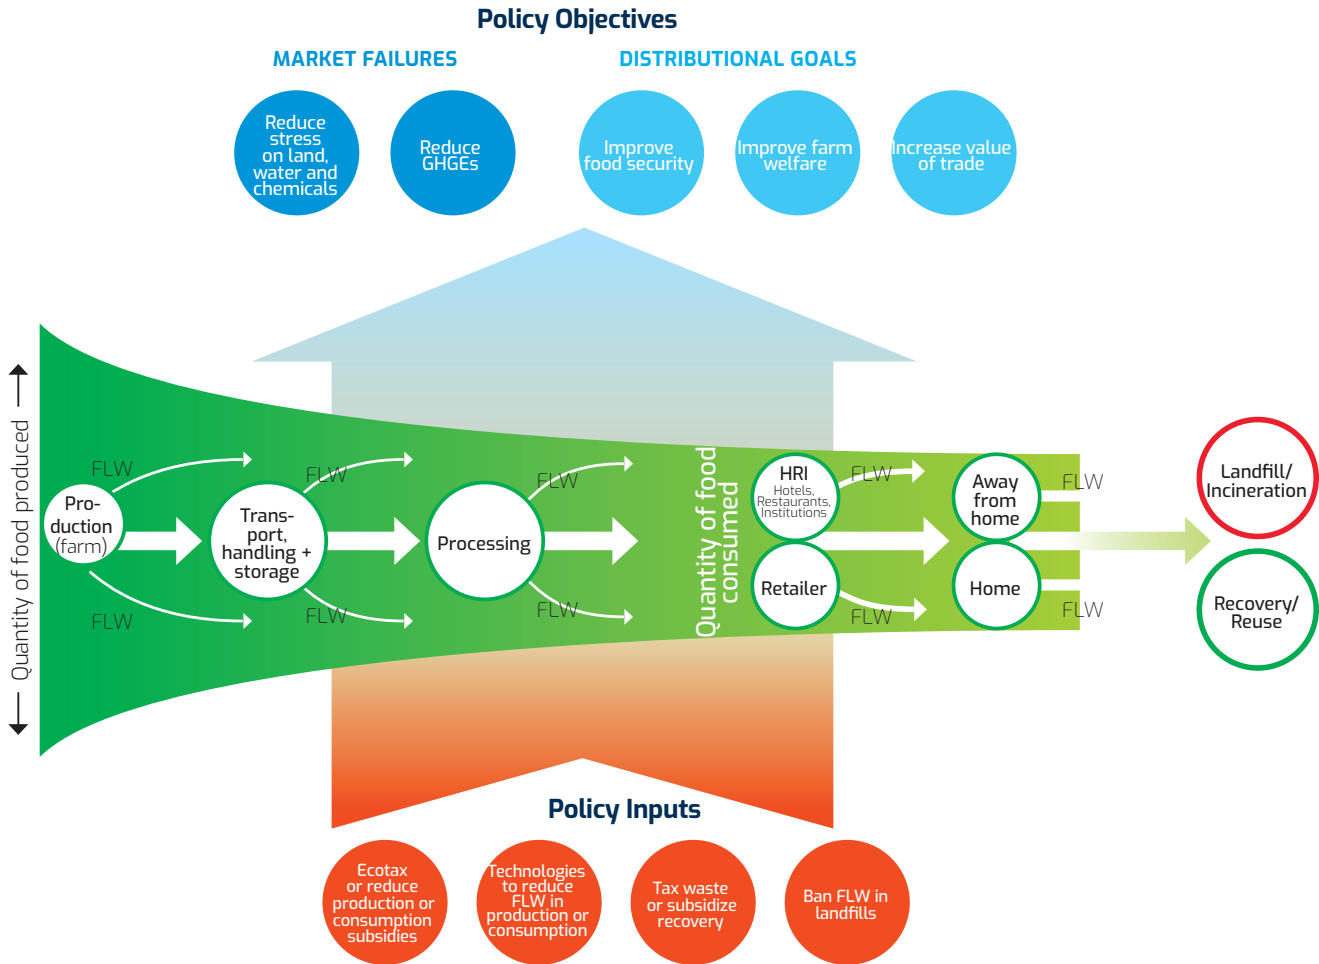 Policy Objectives
MARKET FAILURES
DISTRIBUTIONAL GOALS
Reduce
stress
on land,
water and
chemicals
Reduce
GHGEs
Improve
food security
Improve farm
welfare
Increase value
of trade
Quantity of food produced
FLW
Pro-
duction
(farm)
FLW
FLW
Trans-
port,
handling +
storage
FLW
FLW
Processing
FLW
Quantity of food
consumed
HRI
Hotels,
Restaurants,
Institutions
FLW
Retailer
FLW
Away
from
home
FLW
Home
FLW
Landfill/
Incineration
Recovery/
Reuse
Policy Inputs
Ecotax
or reduce
production or
consumption
subsidies
Technologies
to reduce
FLW in
production or
consumption
Tax waste
or subsidize
recovery
Ban FLW in
landfills